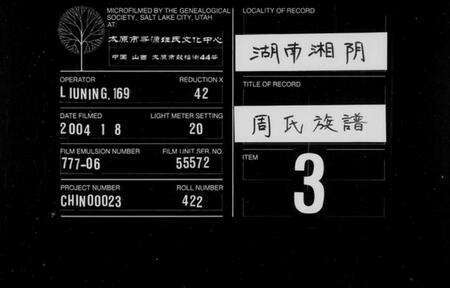 MICROFILMED BY THE GENEALOGICAL
SOCIETY, SALT LAKE CITY, UTAH
AT:
太原市寻源姓氏文化中心
中国 山西 太原市鼓楼街44号
OPERATOR
REDUCTION X
LIUNING, 169
42
DATE FILMED
LIGHT METER SETTING
2004 1 8
20
FILM EMULSION NUMBER
FILM UNIT SER. NO.
777-06
55572
PROJECT NUMBER
ROLL NUMBER
CHIN00023
422
LOCALITY OF RECORD
湖南湘阴
TITLE OF RECORD
周氏族譜
ITEM
3